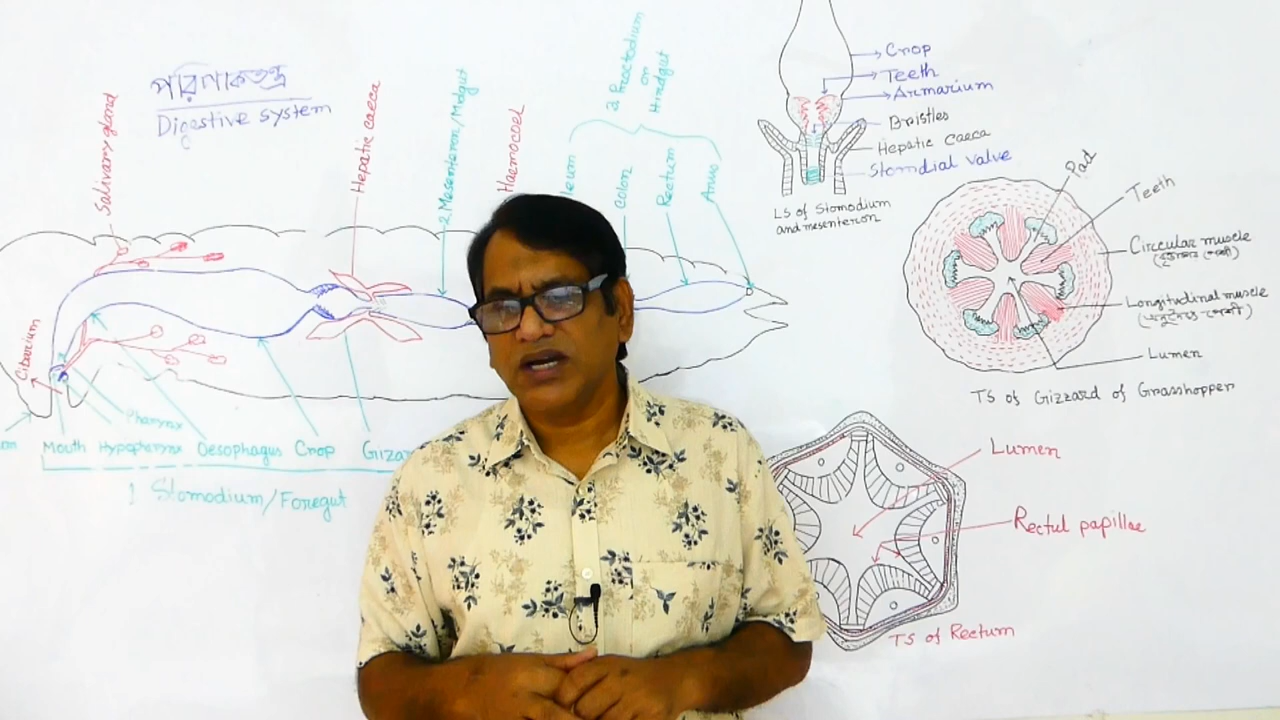 পরিপাকতন্ত্র
Digestive system
Salivary gland
Hepatic caeca
2 Mesenteron/Midgut
Haemocoel
2 Proctodium
or
Hindgut
Ileum
Colon
Rectum
Anus
Cibarium
Pharynx
Mouth
Hypopharynx
Oesophagus
Crop
Gizar
1 Stomodium/Foregut
Crop
Teeth
Armarium
Bristles
Hepatic Caeca
Stomdial valve
LS of Stomodium
and mesenteron
Pad
Teeth
Circular muscle
Longitudinal muscle
Lumen
TS of Gizzard of Grasshopper
Lumen
Rectul papillae
TS of Rectum